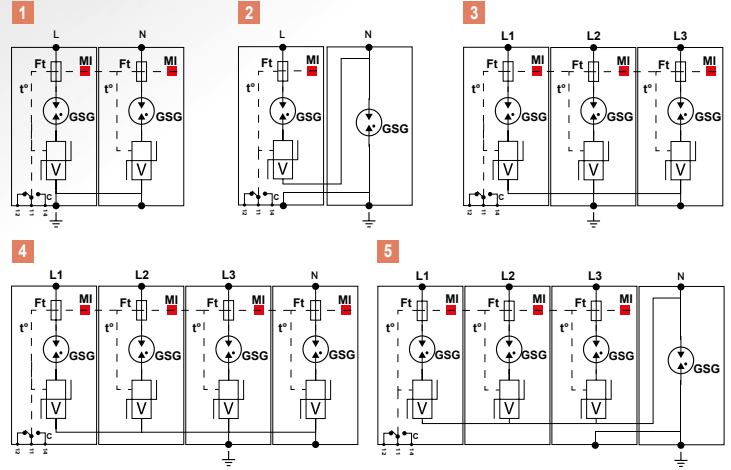 1
L N
Ft MI Ft MI
t° t°
GSG GSG
V V
C
12 11 14
2
L N
Ft MI
t°
GSG GSG
V
C
12 11 14
3
L1 L2 L3
Ft MI Ft MI Ft MI
t° t° t°
GSG GSG GSG
V V V
C
12 11 14
4
L1 L2 L3 N
Ft MI Ft MI Ft MI Ft MI
t° t° t° t°
GSG GSG GSG GSG
V V V V
C
12 11 14
5
L1 L2 L3 N
Ft MI Ft MI Ft MI
t° t° t°
GSG GSG GSG GSG
V V V
C
12 11 14